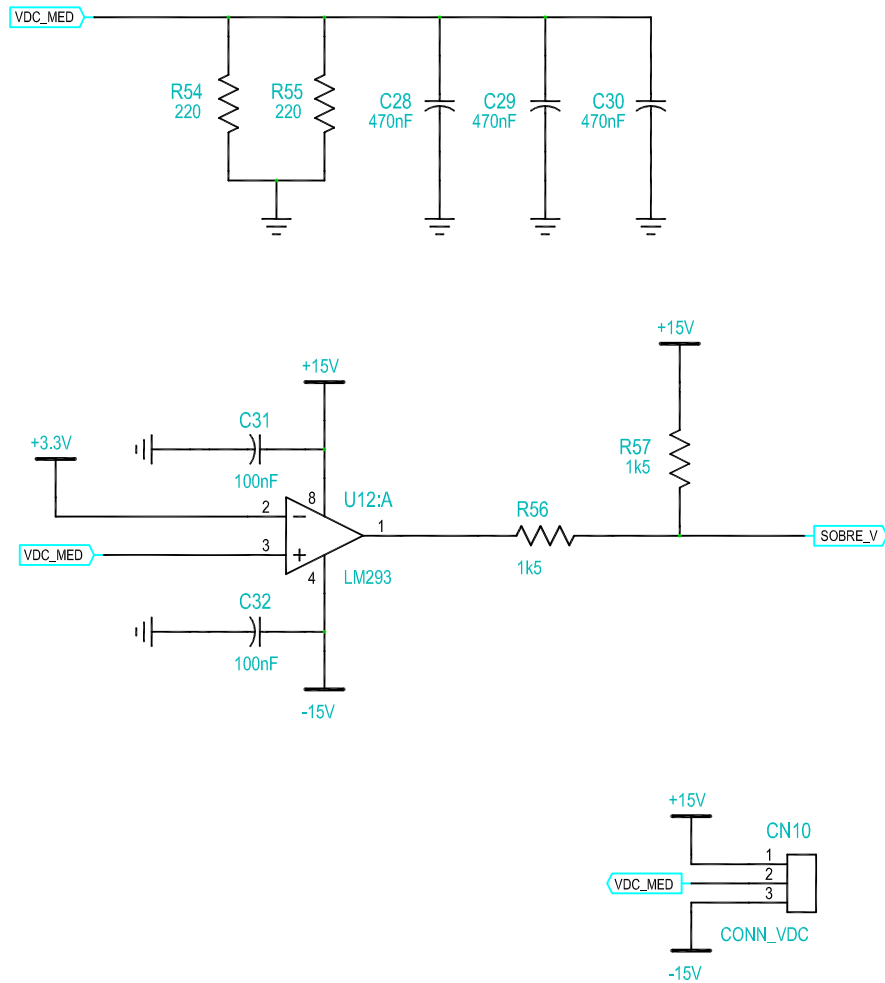 VDC_MED
R54
220
R55
220
C28
470nF
C29
470nF
C30
470nF
+15V
+15V
C31
100nF
+3.3V
R57
1k5
8
U12:A
2
1
R56
1k5
SOBRE_V
VDC_MED
3
4
LM293
C32
100nF
-15V
+15V
CN10
1
VDC_MED
2
3
CONN_VDC
-15V